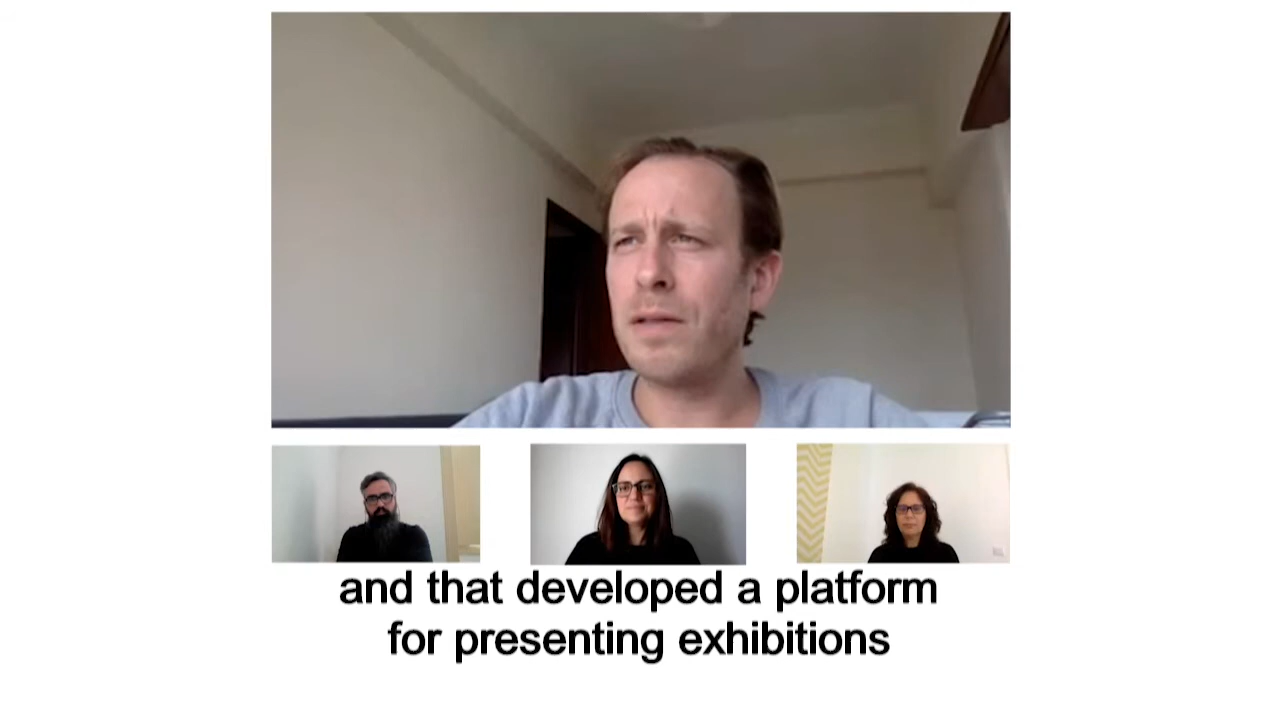 and that developed a platform
for presenting exhibitions